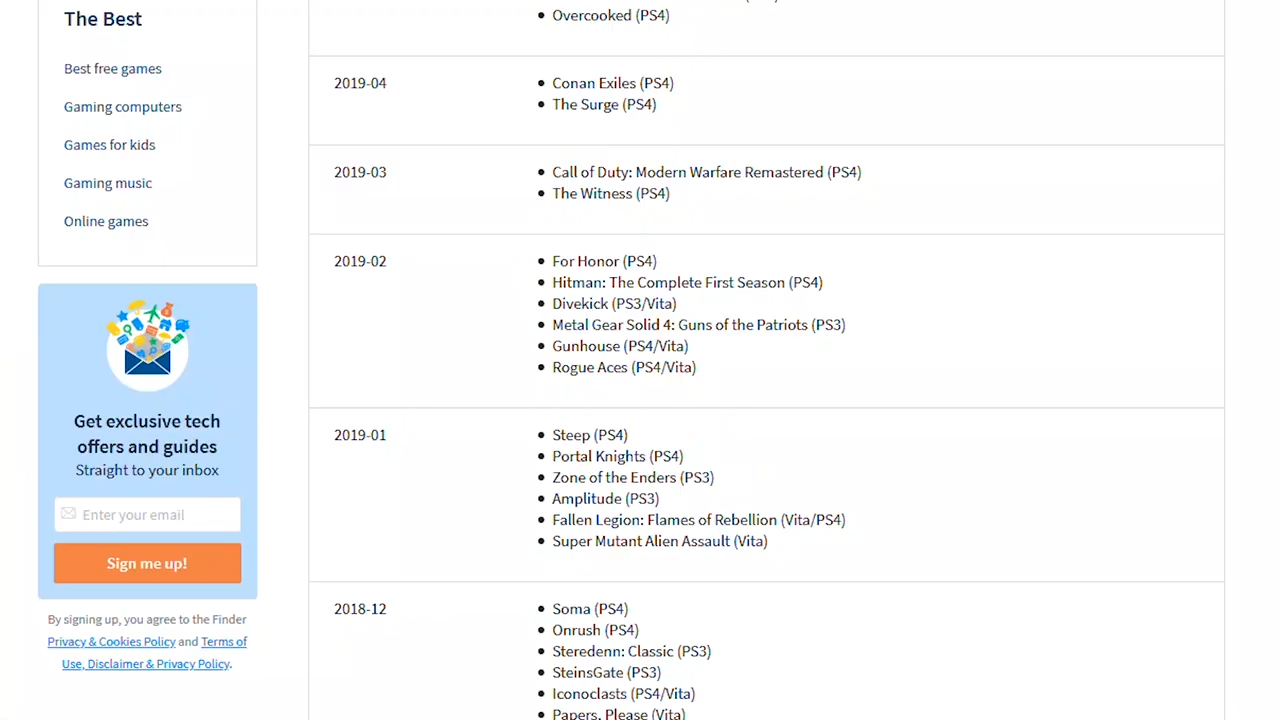 The Best
Best free games
Gaming computers
Games for kids
Gaming music
Online games
Get exclusive tech
offers and guides
Straight to your inbox
Enter your email
Sign me up!
By signing up, you agree to the Finder
Privacy & Cookies Policy and Terms of
Use, Disclaimer & Privacy Policy.
• Overcooked (PS4)
2019-04
• Conan Exiles (PS4)
• The Surge (PS4)
2019-03
• Call of Duty: Modern Warfare Remastered (PS4)
• The Witness (PS4)
2019-02
• For Honor (PS4)
• Hitman: The Complete First Season (PS4)
• Divekick (PS3/Vita)
• Metal Gear Solid 4: Guns of the Patriots (PS3)
• Gunhouse (PS4/Vita)
• Rogue Aces (PS4/Vita)
2019-01
• Steep (PS4)
• Portal Knights (PS4)
• Zone of the Enders (PS3)
• Amplitude (PS3)
• Fallen Legion: Flames of Rebellion (Vita/PS4)
• Super Mutant Alien Assault (Vita)
2018-12
• Soma (PS4)
• Onrush (PS4)
• Steredenn: Classic (PS3)
• SteinsGate (PS3)
• Iconoclasts (PS4/Vita)
• Papers, Please (Vita)